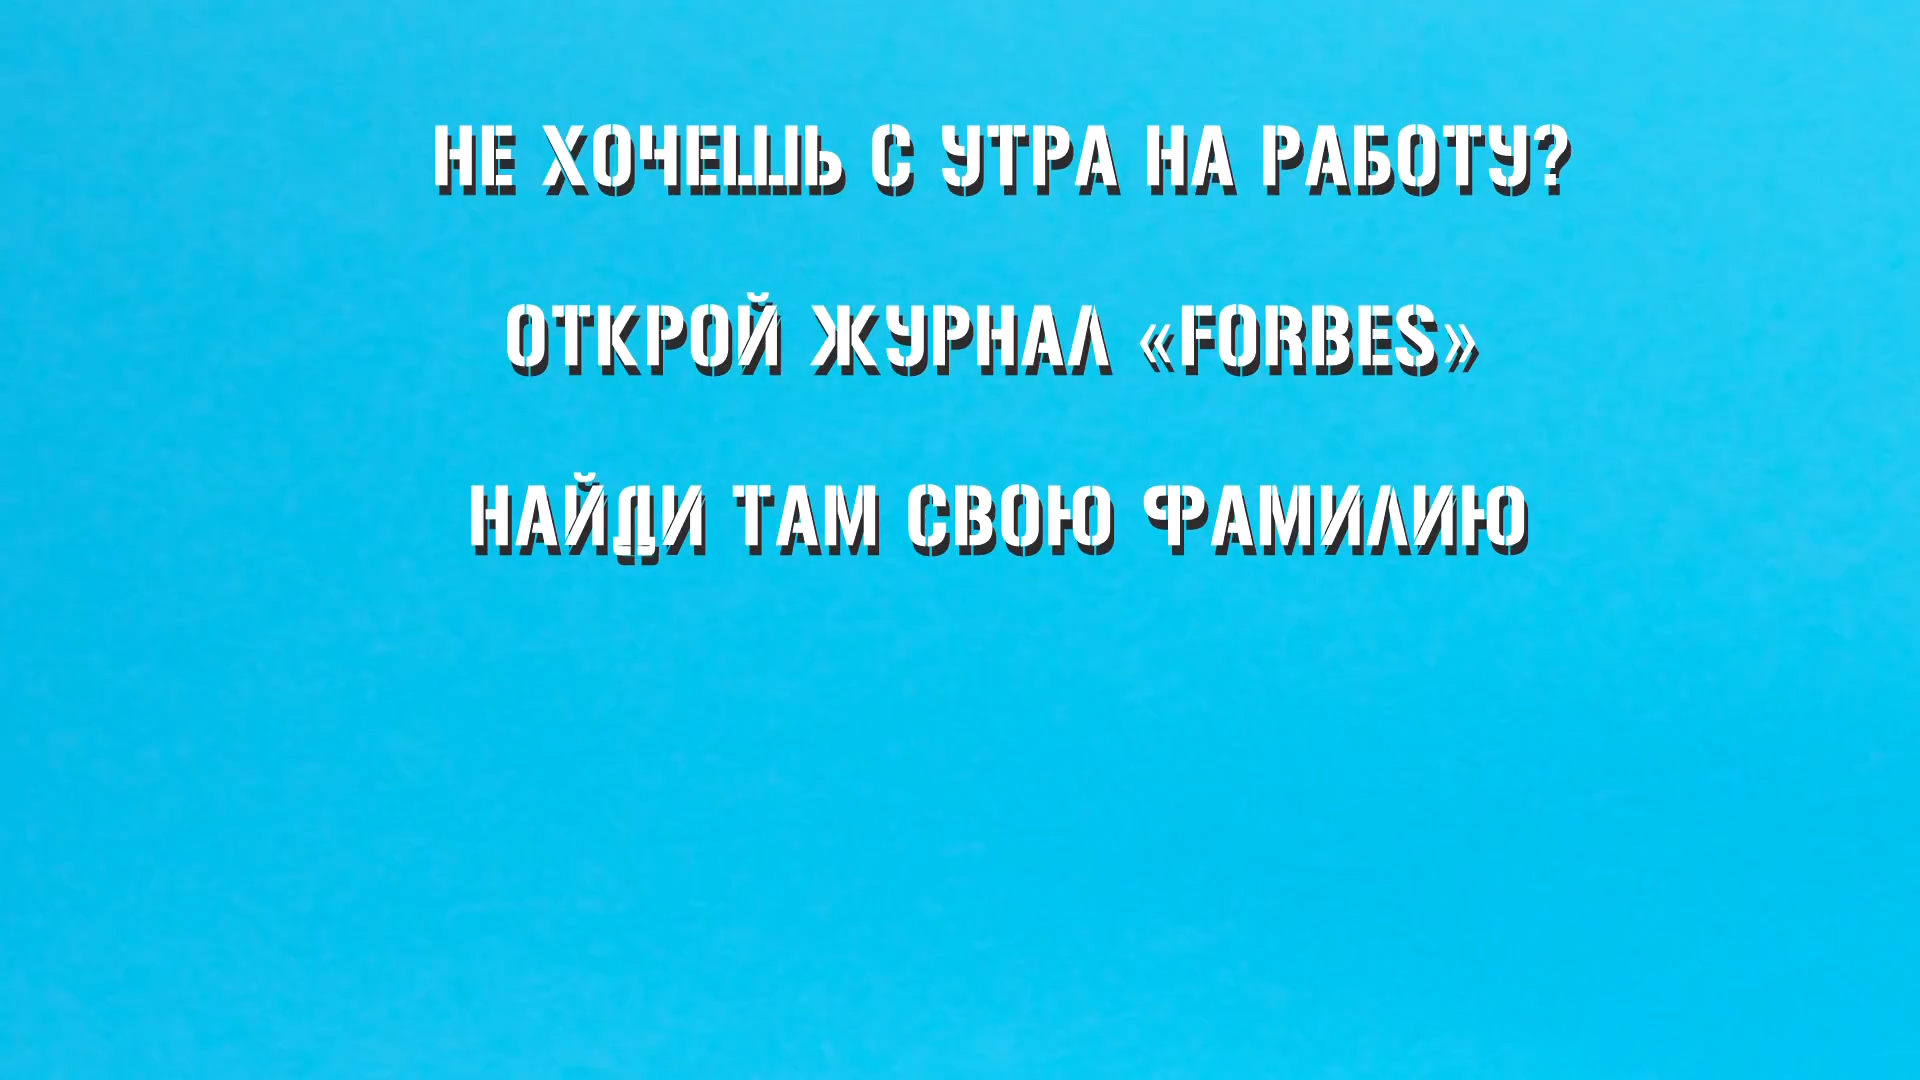 НЕ ХОЧЕШЬ С УТРА НА РАБОТУ?
ОТКРОЙ ЖУРНАЛ «FORBES»
НАЙДИ ТАМ СВОЮ ФАМИЛИЮ